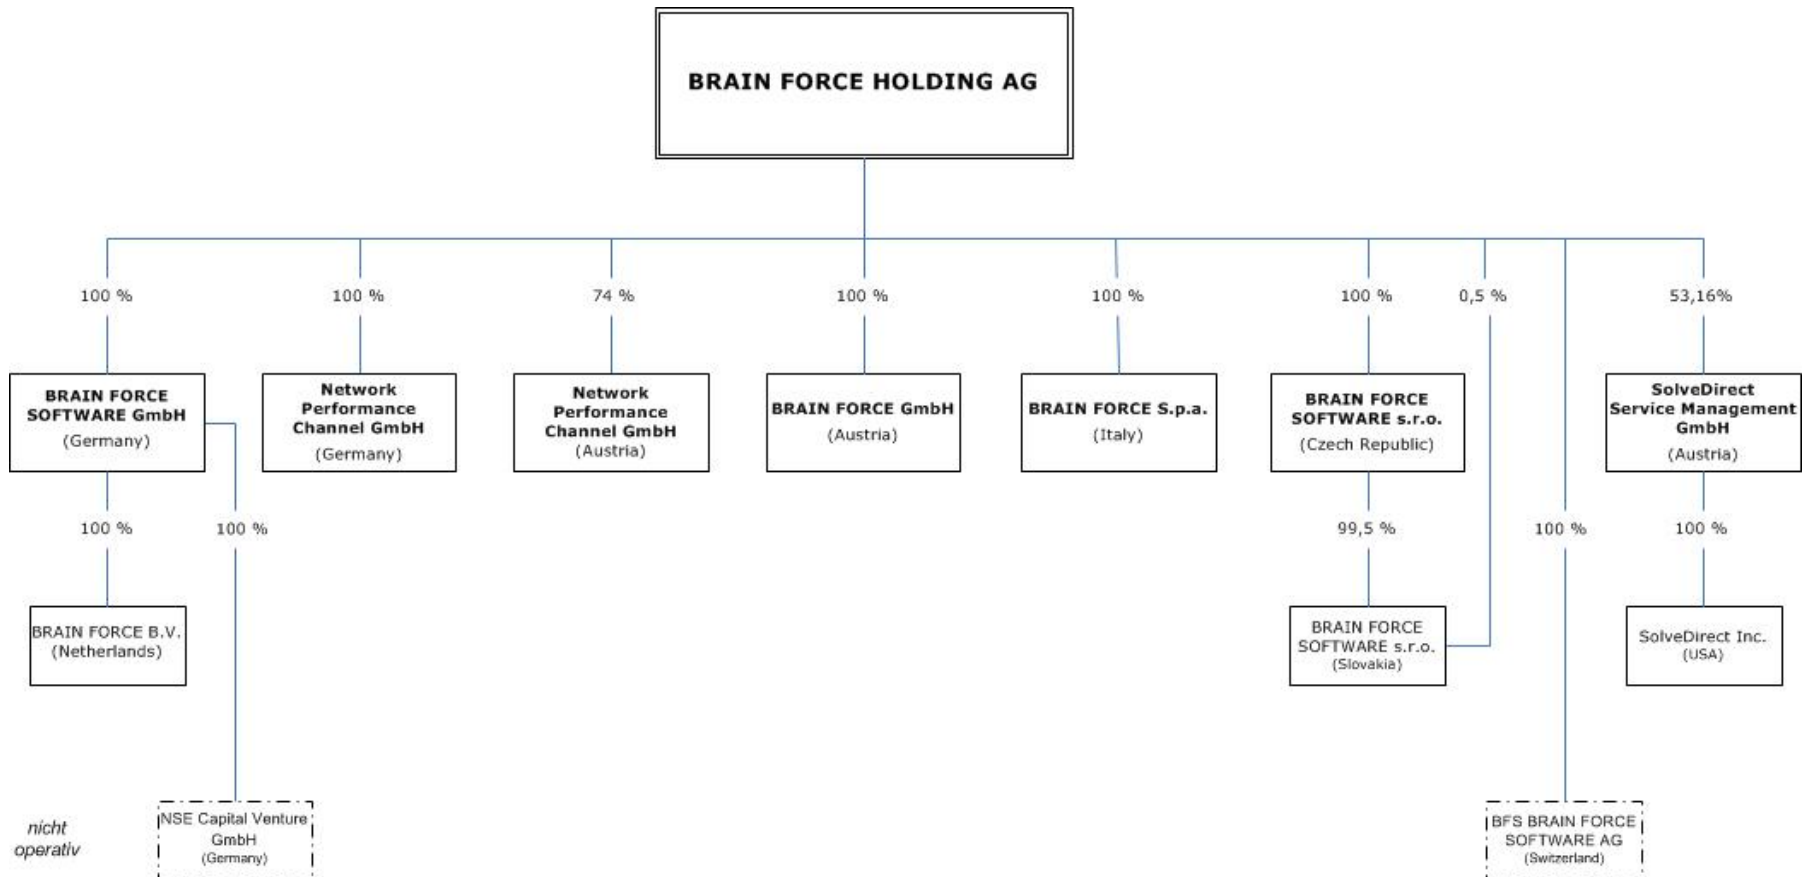 BRAIN FORCE HOLDING AG
100 %
100 %
74 %
100 %
100 %
100 %
0,5 %
53,16%
BRAIN FORCE
SOFTWARE GmbH
(Germany)
Network
Performance
Channel GmbH
(Germany)
Network
Performance
Channel GmbH
(Austria)
BRAIN FORCE GmbH
(Austria)
BRAIN FORCE S.p.a.
(Italy)
BRAIN FORCE
SOFTWARE s.r.o.
(Czech Republic)
SolveDirect
Service Management
GmbH
(Austria)
100 %
100 %
99,5 %
100 %
100 %
BRAIN FORCE B.V.
(Netherlands)
BRAIN FORCE
SOFTWARE s.r.o.
(Slovakia)
SolveDirect Inc.
(USA)
nicht
operativ
NSE Capital Venture
GmbH
(Germany)
BFS BRAIN FORCE
SOFTWARE AG
(Switzerland)